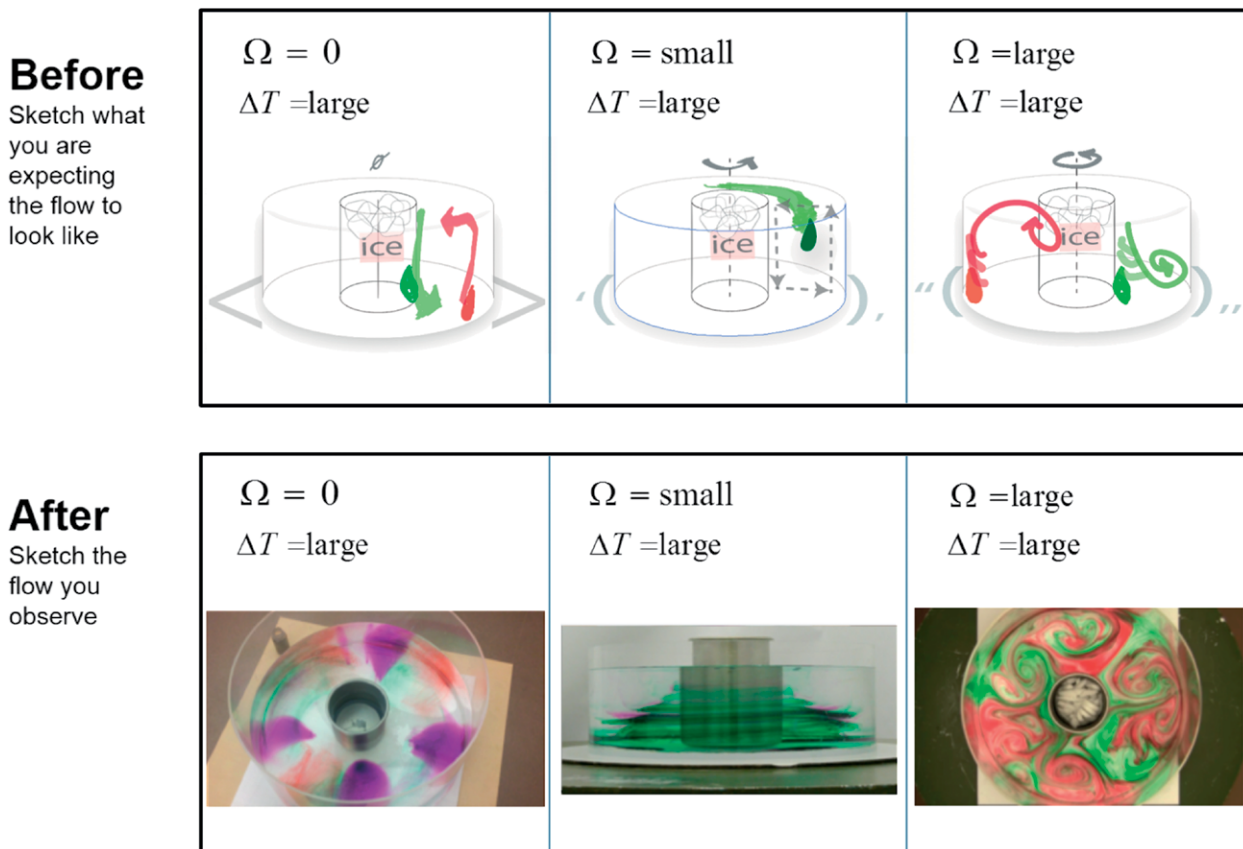 Before
Sketch what
you are
expecting
the flow to
look like
Ω = 0
ΔT =large
ice
Ω = small
ΔT =large
ice
Ω =large
ΔT =large
ice
After
Sketch the
flow you
observe
Ω = 0
ΔT =large
Ω = small
ΔT =large
Ω =large
ΔT =large